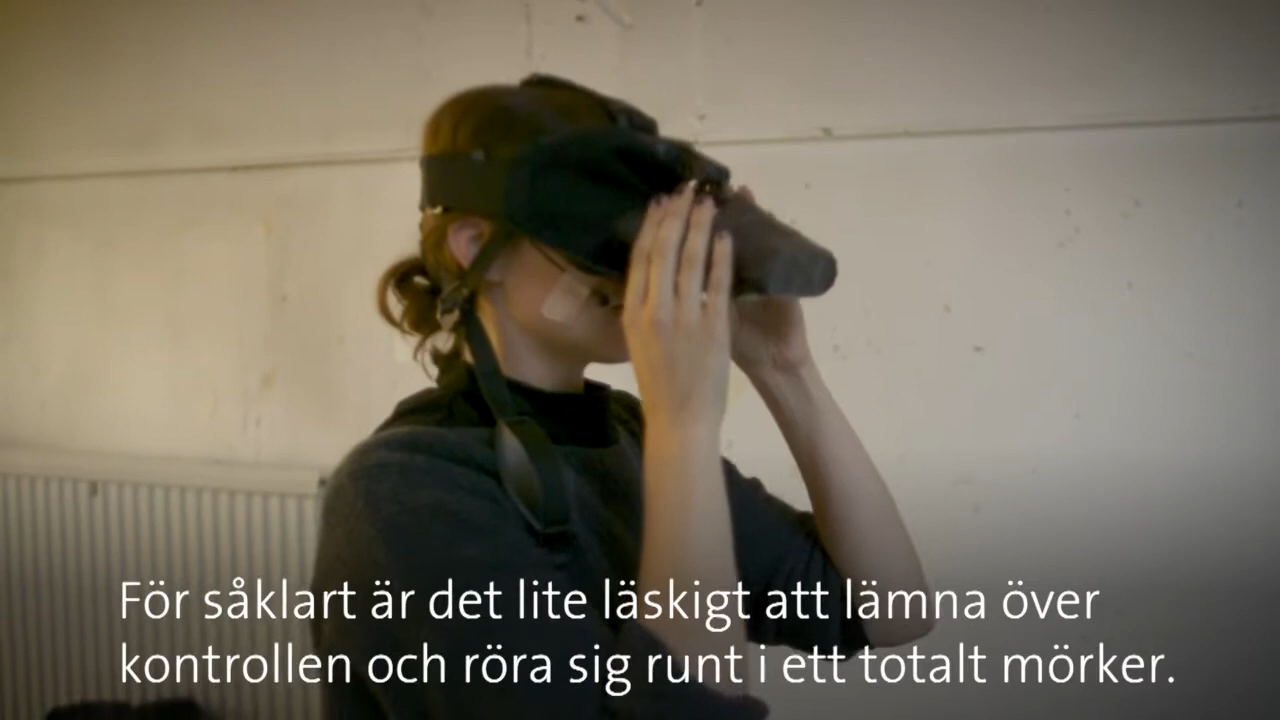 För såklart är det lite läskigt att lämna över
kontrollen och röra sig runt i ett totalt mörker.